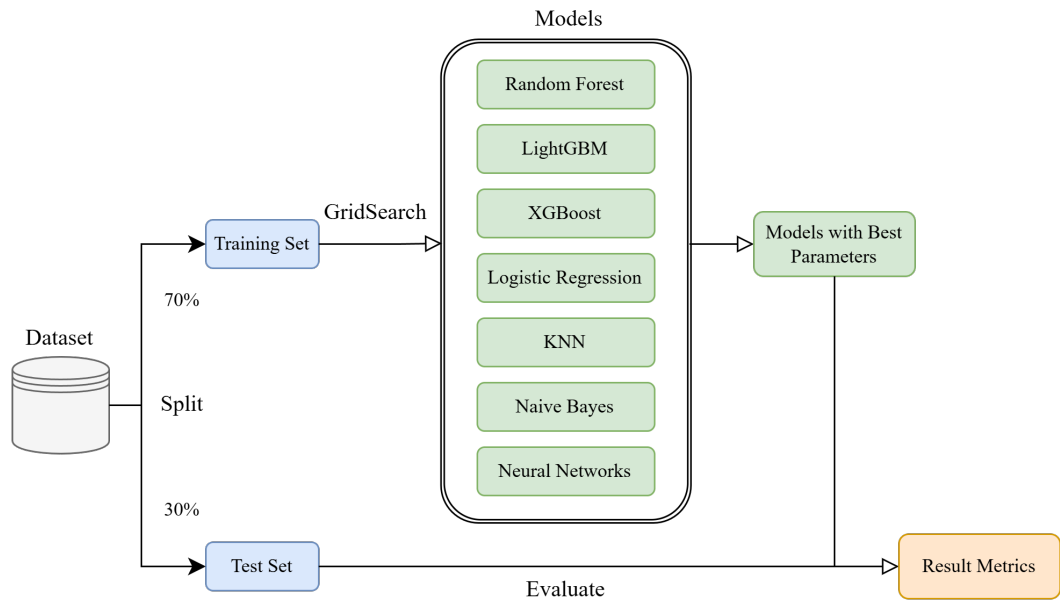 Models
Random Forest
LightGBM
XGBoost
Logistic Regression
KNN
Naive Bayes
Neural Networks
GridSearch
Training Set
Models with Best
Parameters
70%
Dataset
Split
30%
Test Set
Evaluate
Result Metrics